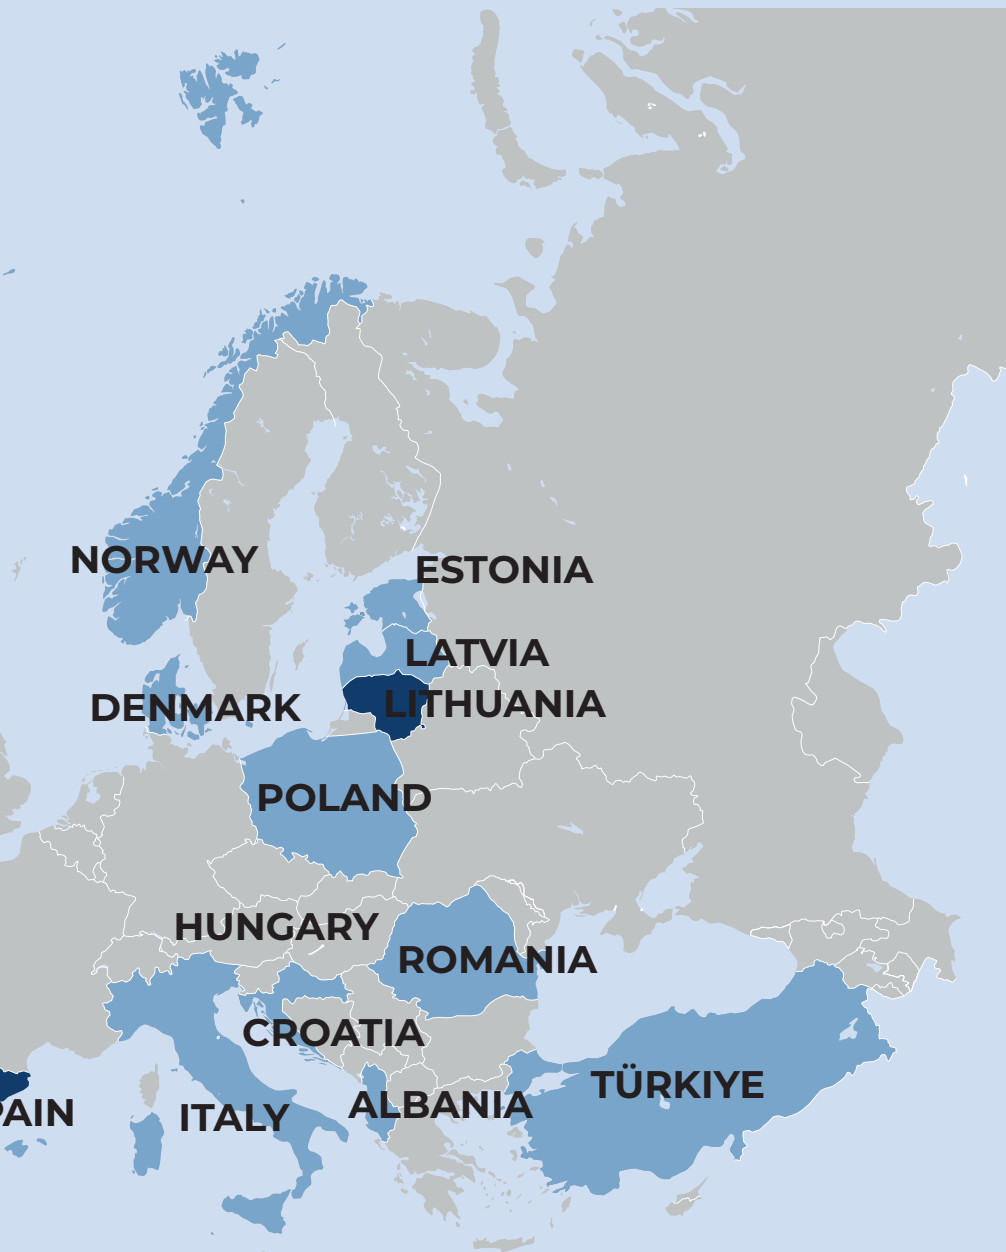 NORWAY
ESTONIA
LATVIA
LITHUANIA
DENMARK
POLAND
HUNGARY
ROMANIA
CROATIA
TÜRKIYE
ALBANIA
PAIN
ITALY